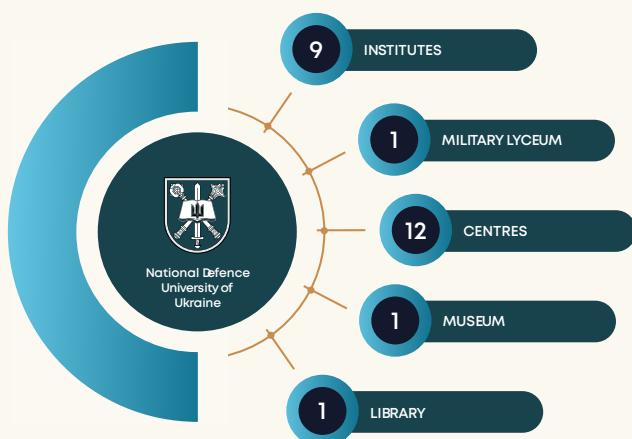 9 INSTITUTES
1 MILITARY LYCEUM
National Defence
University of
Ukraine
12 CENTRES
1 MUSEUM
1 LIBRARY